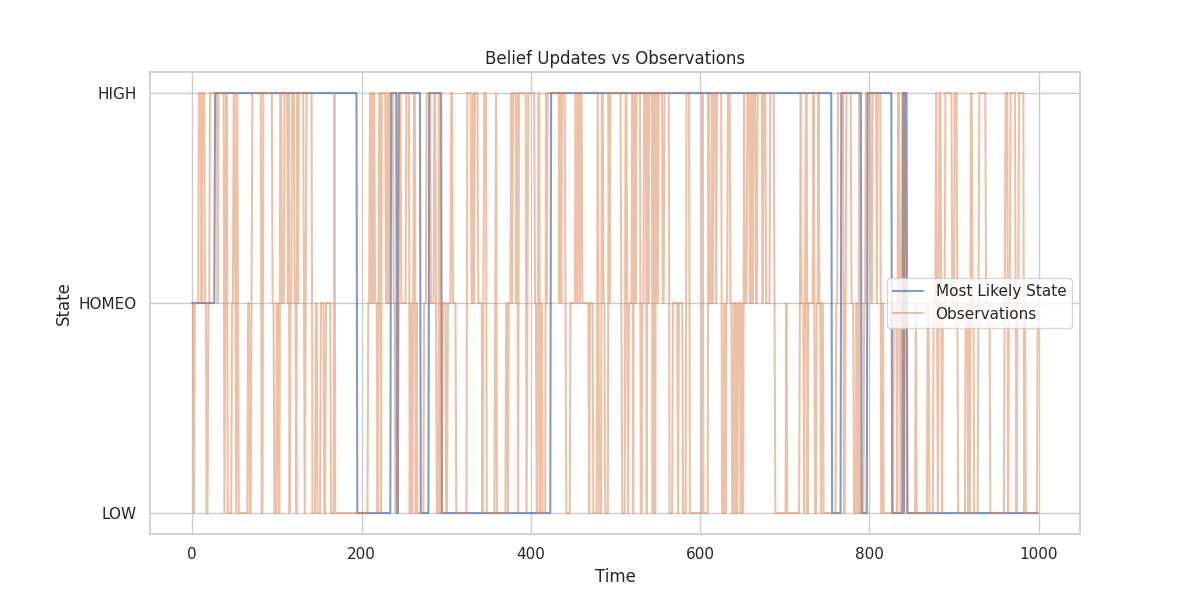 Belief Updates vs Observations
HIGH
HOMEO
LOW
State
Most Likely State
Observations
0 200 400 600 800 1000
Time